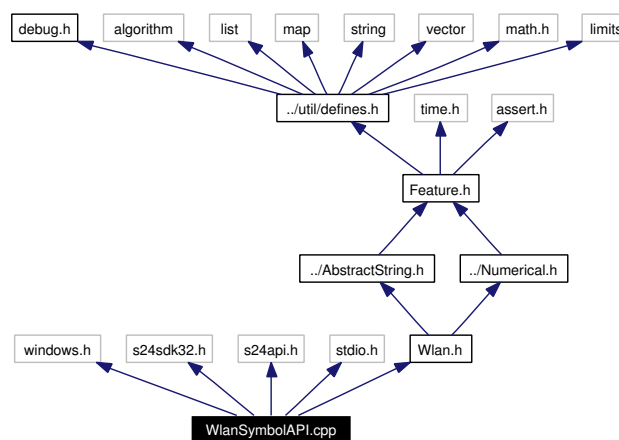 debug.h
algorithm
list
map
string
vector
math.h
limits
../util/defines.h
time.h
assert.h
Feature.h
../AbstractString.h
../Numerical.h
windows.h
s24sdk32.h
s24api.h
stdio.h
Wlan.h
WlanSymbolAPI.cpp